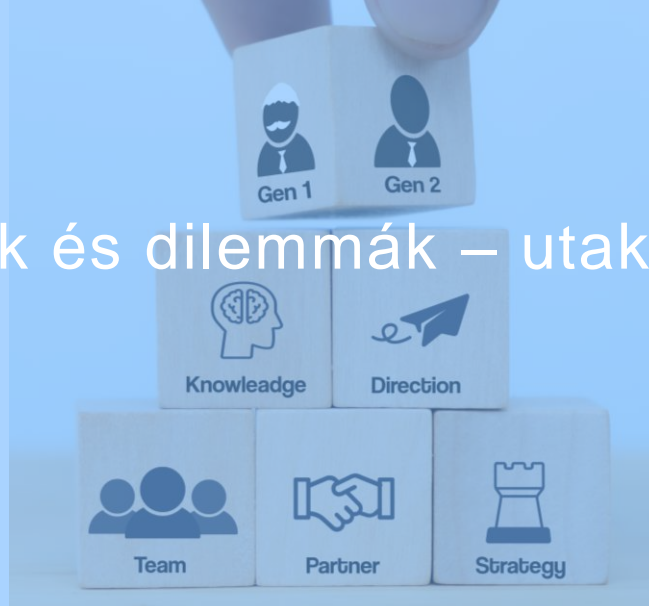 Gen 1 Gen 2
k és dilemmák – utak
Knowleadge Direction
Team Partner Strategy